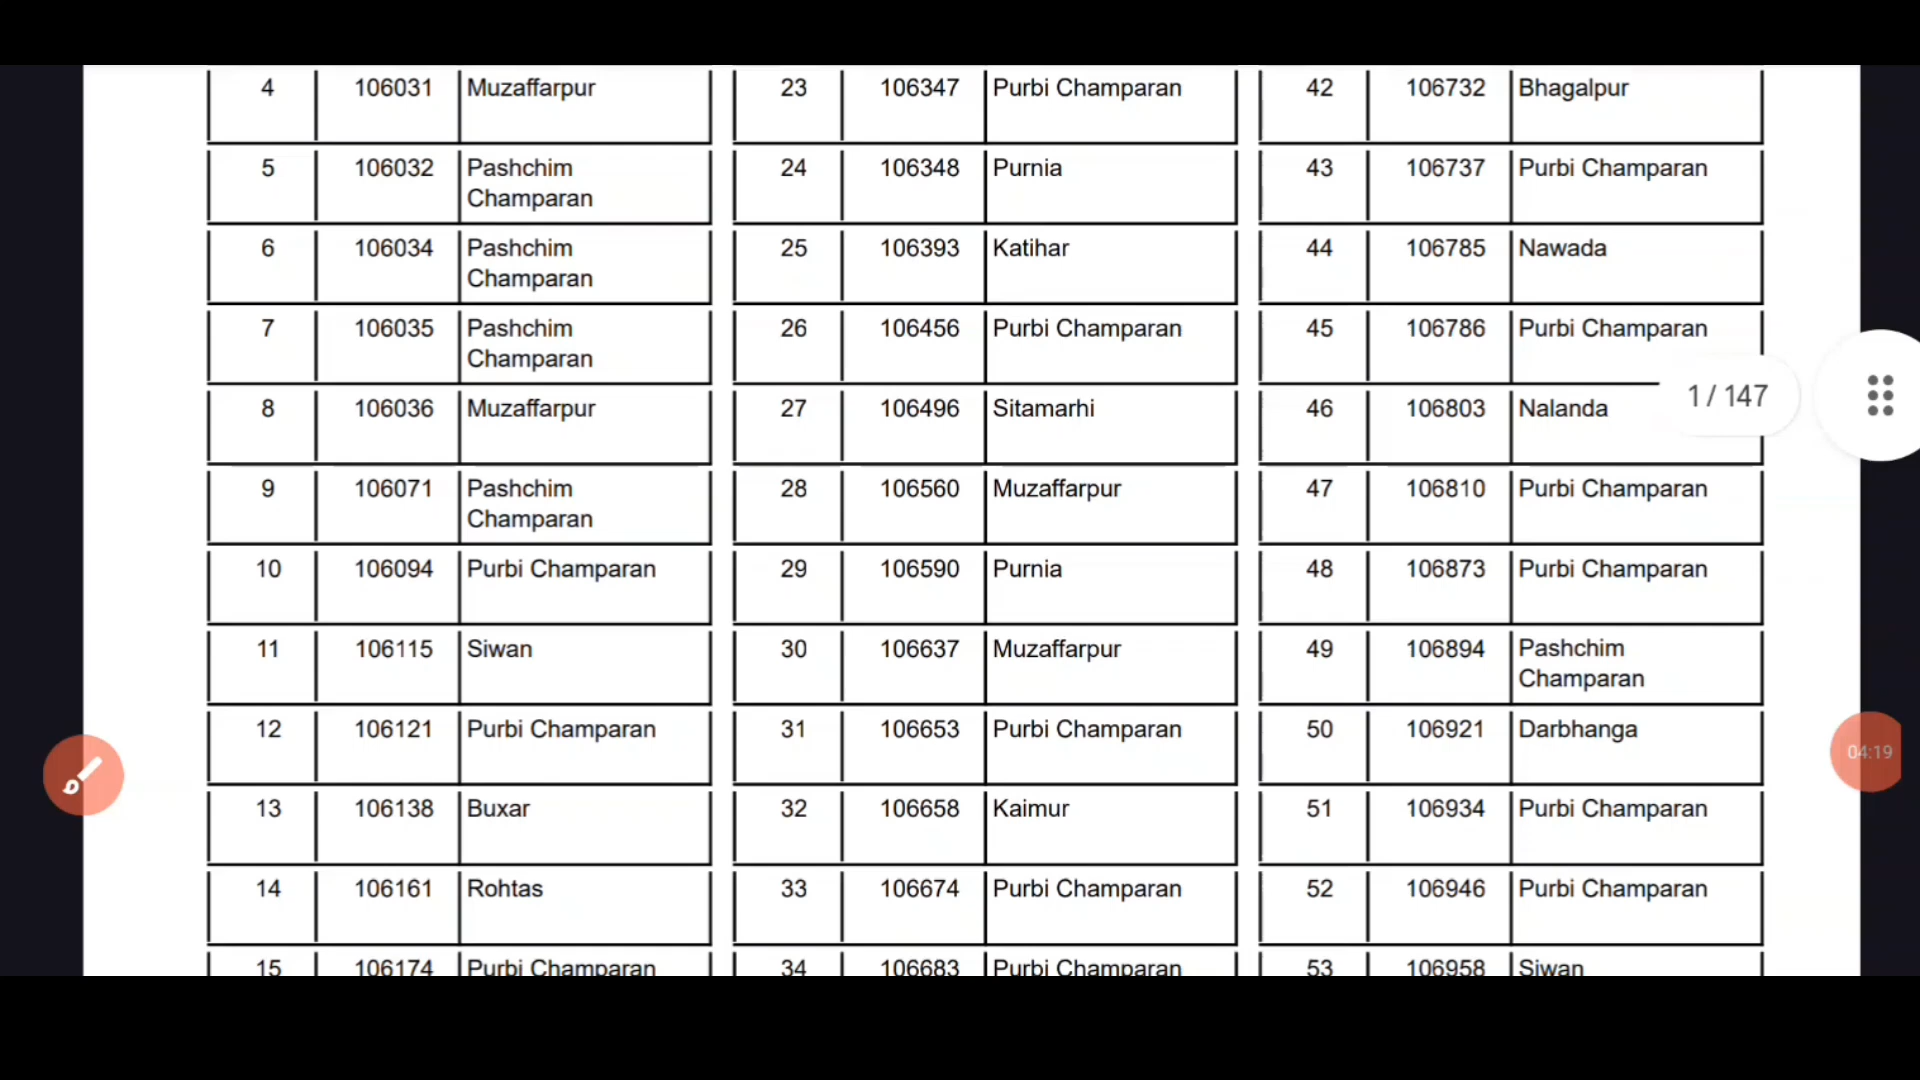 4 106031 Muzaffarpur 23 106347 Purbi Champaran 42 106732 Bhagalpur
5 106032 Pashchim Champaran 24 106348 Purnia 43 106737 Purbi Champaran
6 106034 Pashchim Champaran 25 106393 Katihar 44 106785 Nawada
7 106035 Pashchim Champaran 26 106456 Purbi Champaran 45 106786 Purbi Champaran
1 / 147
8 106036 Muzaffarpur 27 106496 Sitamarhi 46 106803 Nalanda
9 106071 Pashchim Champaran 28 106560 Muzaffarpur 47 106810 Purbi Champaran
10 106094 Purbi Champaran 29 106590 Purnia 48 106873 Purbi Champaran
11 106115 Siwan 30 106637 Muzaffarpur 49 106894 Pashchim Champaran
12 106121 Purbi Champaran 31 106653 Purbi Champaran 50 106921 Darbhanga
04:19
13 106138 Buxar 32 106658 Kaimur 51 106934 Purbi Champaran
14 106161 Rohtas 33 106674 Purbi Champaran 52 106946 Purbi Champaran
15 106174 Purbi Champaran 34 106683 Purbi Champaran 53 106958 Siwan